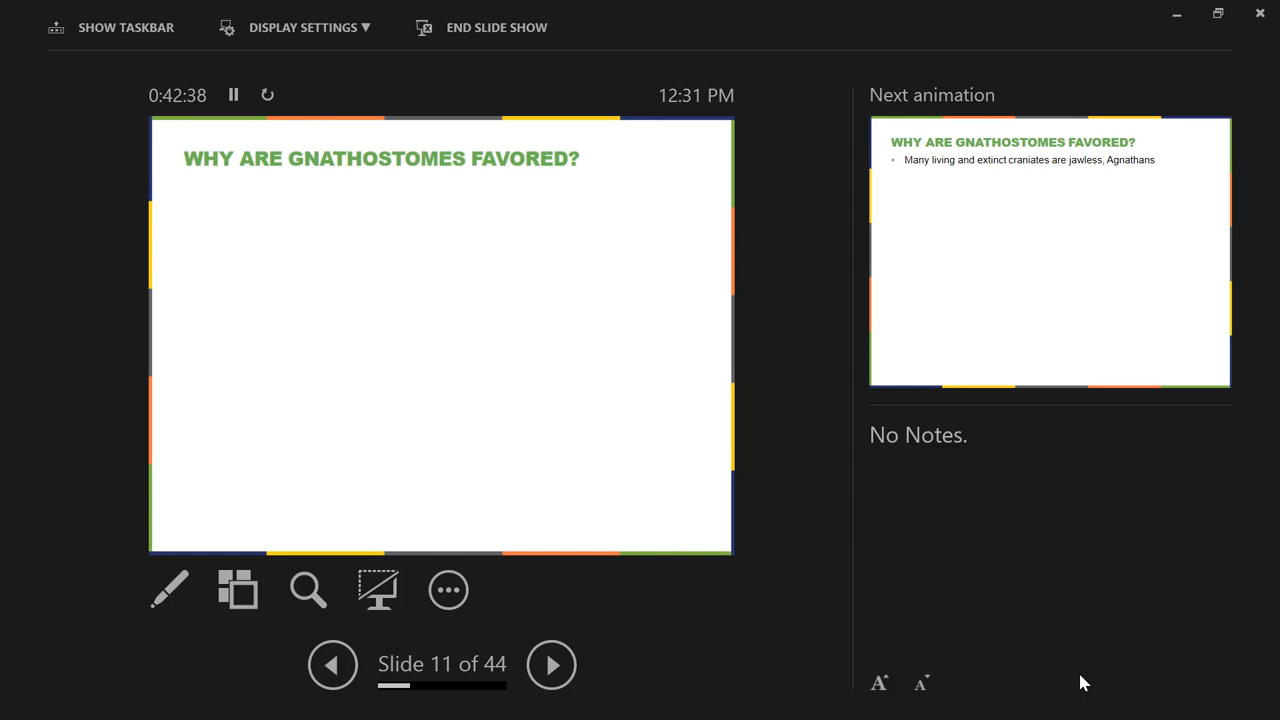 SHOW TASKBAR
DISPLAY SETTINGS ▼
END SLIDE SHOW
0:42:38
12:31 PM
Next animation
WHY ARE GNATHOSTOMES FAVORED?
WHY ARE GNATHOSTOMES FAVORED?
• Many living and extinct craniates are jawless, Agnathans
No Notes.
Slide 11 of 44
A A